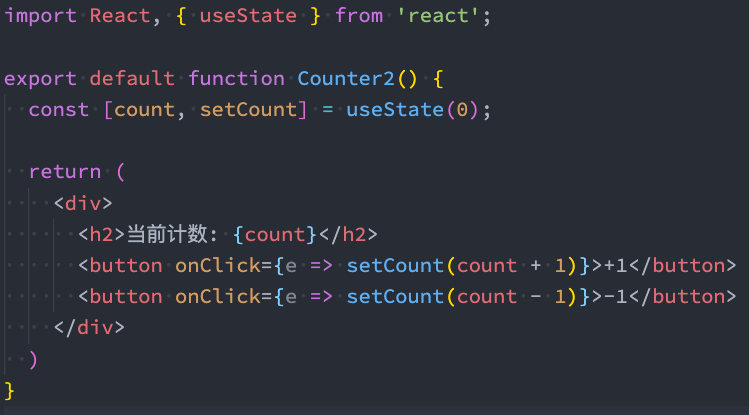 import React, { useState } from 'react';

export default function Counter2() {
  const [count, setCount] = useState(0);

  return (
    <div>
      <h2>当前计数: {count}</h2>
      <button onClick={e => setCount(count + 1)}>+1</button>
      <button onClick={e => setCount(count - 1)}>-1</button>
    </div>
  )
}